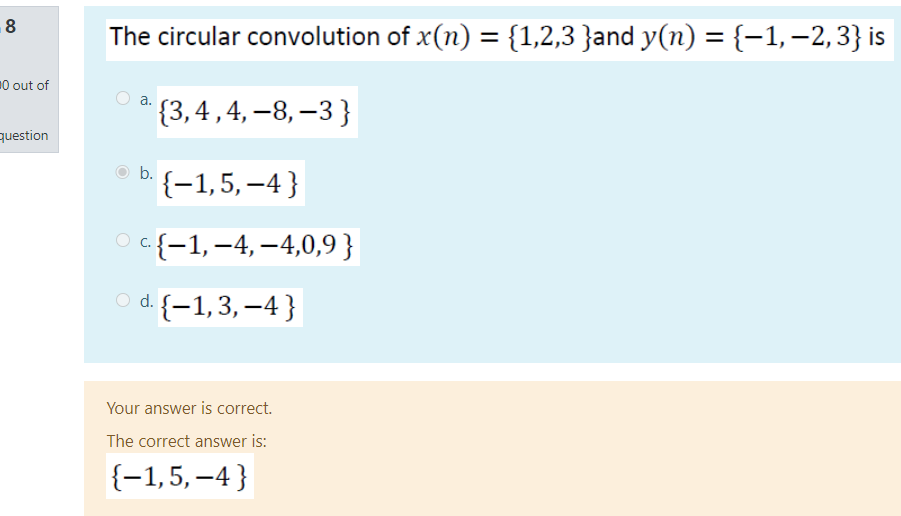 8
00 out of
question
The circular convolution of x(n) = {1,2,3 }and y(n) = {−1, −2, 3} is
a. {3, 4 , 4, −8, −3 }
b. {−1, 5, −4 }
c. {−1, −4, −4,0,9 }
d. {−1, 3, −4 }
Your answer is correct.
The correct answer is:
{−1, 5, −4 }